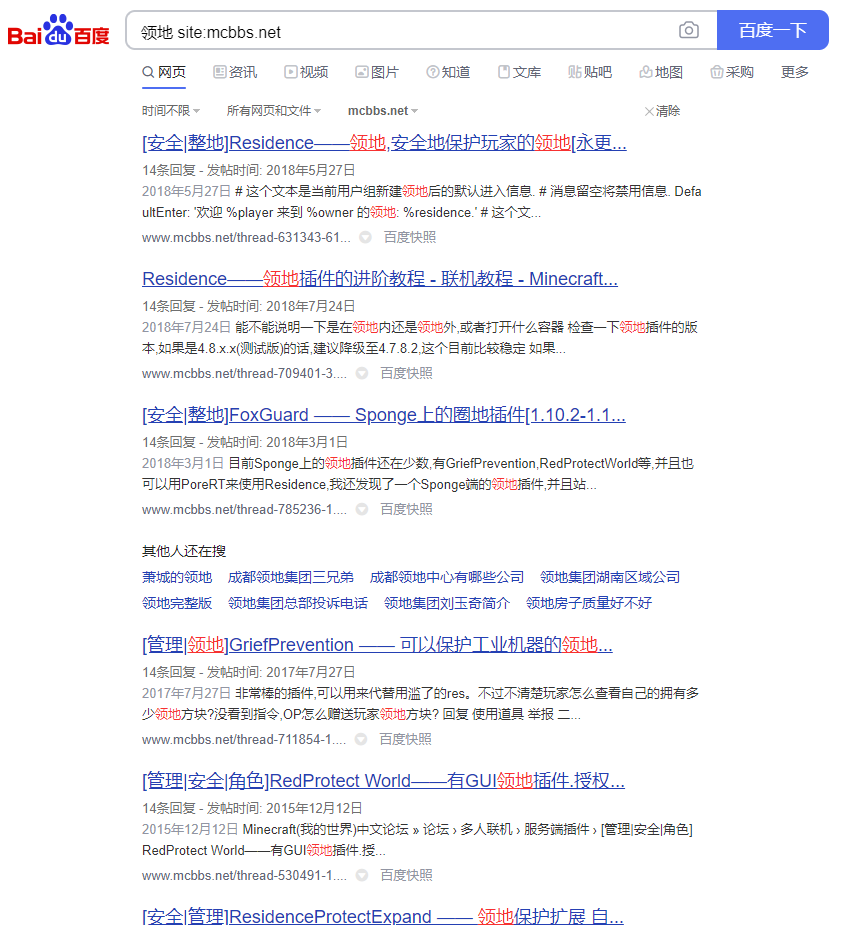 Bai du 百度 领地 site:mcbbs.net 百度一下
网页 资讯 视频 图片 知道 文库 贴吧 地图 采购 更多
时间不限 所有网页和文件 mcbbs.net 清除
[安全|整地]Residence——领地,安全地保护玩家的领地[永更...
14条回复 - 发帖时间: 2018年5月27日
2018年5月27日 # 这个文本是当前用户组新建领地后的默认进入信息. # 消息留空将禁用信息. Defa
ultEnter: '欢迎 %player 来到 %owner 的领地: %residence.' # 这个文...
www.mcbbs.net/thread-631343-61... 百度快照
Residence——领地插件的进阶教程 - 联机教程 - Minecraft...
14条回复 - 发帖时间: 2018年7月24日
2018年7月24日 能不能说明一下是在领地内还是领地外,或者打开什么容器 检查一下领地插件的版
本,如果是4.8.x.x(测试版)的话,建议降级至4.7.8.2,这个目前比较稳定 如果...
www.mcbbs.net/thread-709401-3.... 百度快照
[安全|整地]FoxGuard —— Sponge上的圈地插件[1.10.2-1.1...
14条回复 - 发帖时间: 2018年3月1日
2018年3月1日 目前Sponge上的领地插件还在少数,有GriefPrevention,RedProtectWorld等,并且也
可以用PoreRT来使用Residence,我还发现了一个Sponge端的领地插件,并且站...
www.mcbbs.net/thread-785236-1.... 百度快照
其他人还在搜
萧城的领地 成都领地集团三兄弟 成都领地中心有哪些公司 领地集团湖南区域公司
领地完整版 领地集团总部投诉电话 领地集团刘玉奇简介 领地房子质量好不好
[管理|领地]GriefPrevention —— 可以保护工业机器的领地...
14条回复 - 发帖时间: 2017年7月27日
2017年7月27日 非常棒的插件,可以用来代替用滥了的res。不过不清楚玩家怎么查看自己的拥有多
少领地方块?没看到指令,OP怎么赠送玩家领地方块? 回复 使用道具 举报 二...
www.mcbbs.net/thread-711854-1.... 百度快照
[管理|安全|角色]RedProtect World——有GUI领地插件.授权...
14条回复 - 发帖时间: 2015年12月12日
2015年12月12日 Minecraft(我的世界)中文论坛 » 论坛 › 多人联机 › 服务端插件 › [管理|安全|角色]
RedProtect World——有GUI领地插件.授...
www.mcbbs.net/thread-530491-1.... 百度快照
[安全|管理]ResidenceProtectExpand —— 领地保护扩展 自...